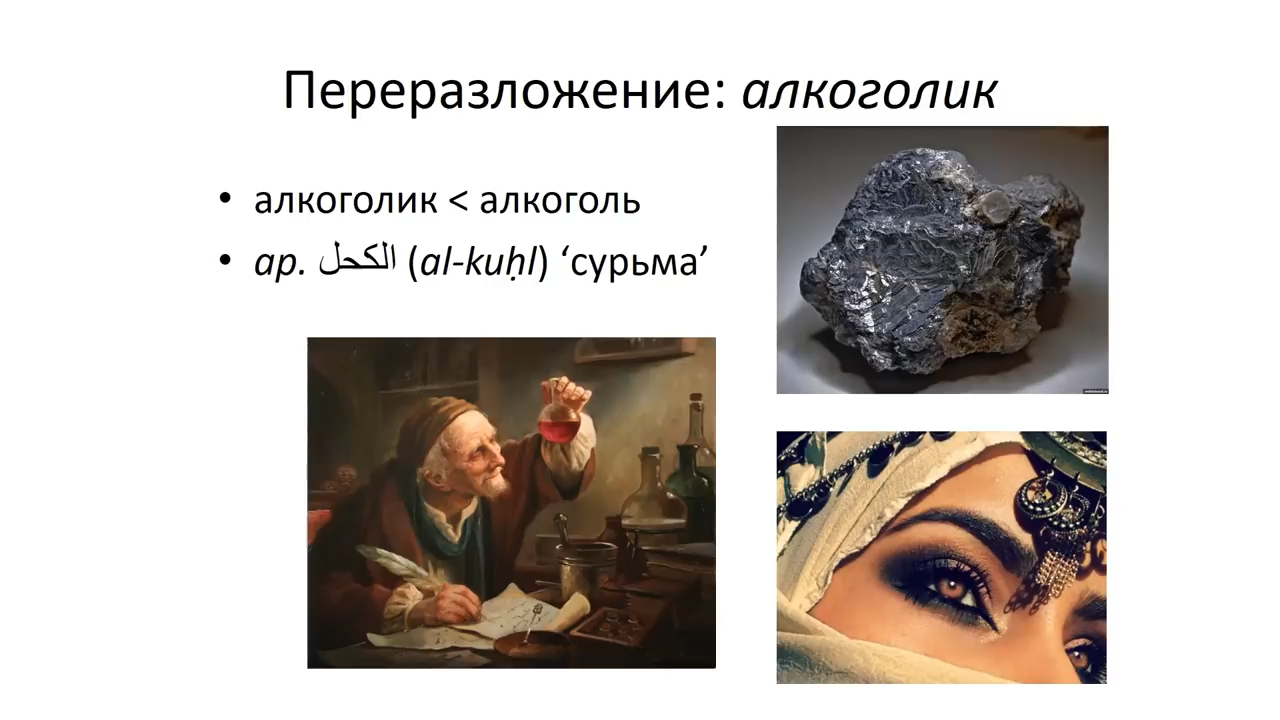 Переразложение: алкоголик
• алкоголик < алкоголь
• ар. الكحل (al-kuḥl) ‘сурьма’